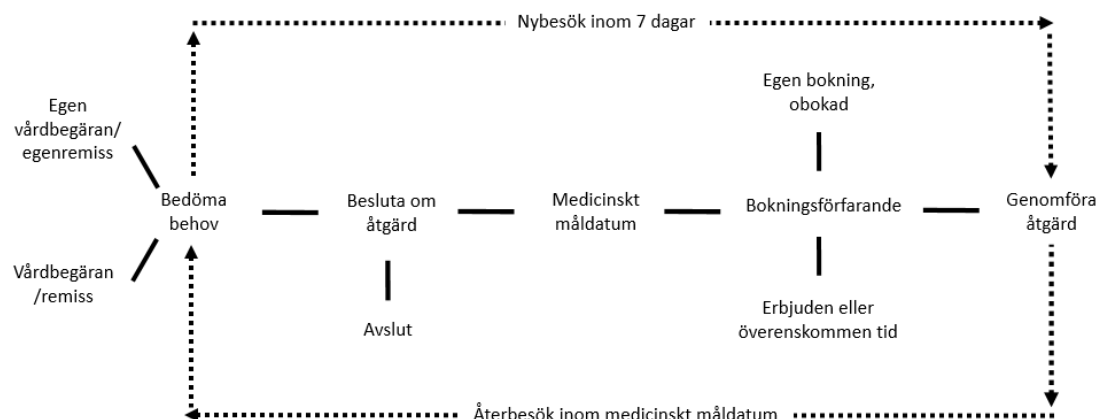 Nybesök inom 7 dagar
Egen
vårdbegäran/
egenremiss
Egen bokning,
obokad
Bedöma
behov
Besluta om
åtgärd
Medicinskt
måldatum
Bokningsförfarande
Genomföra
åtgärd
Vårdbegäran
/remiss
Avslut
Erbjuden eller
överenskommen tid
Återbesök inom medicinskt måldatum